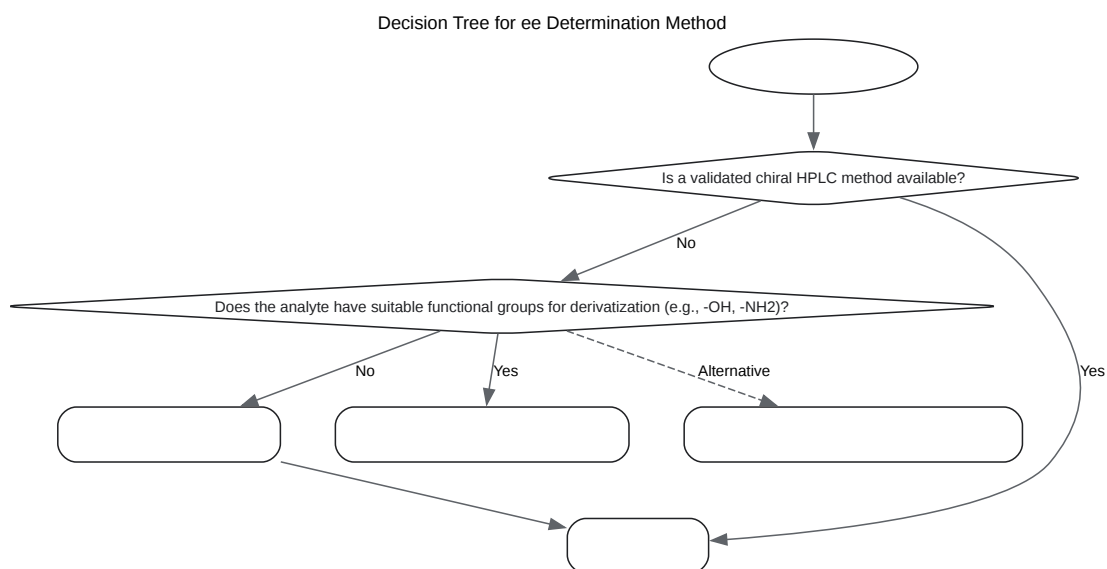 Decision Tree for ee Determination Method
Is a validated chiral HPLC method available?
No
Does the analyte have suitable functional groups for derivatization (e.g., -OH, -NH2)?
No
Yes
Alternative
Yes